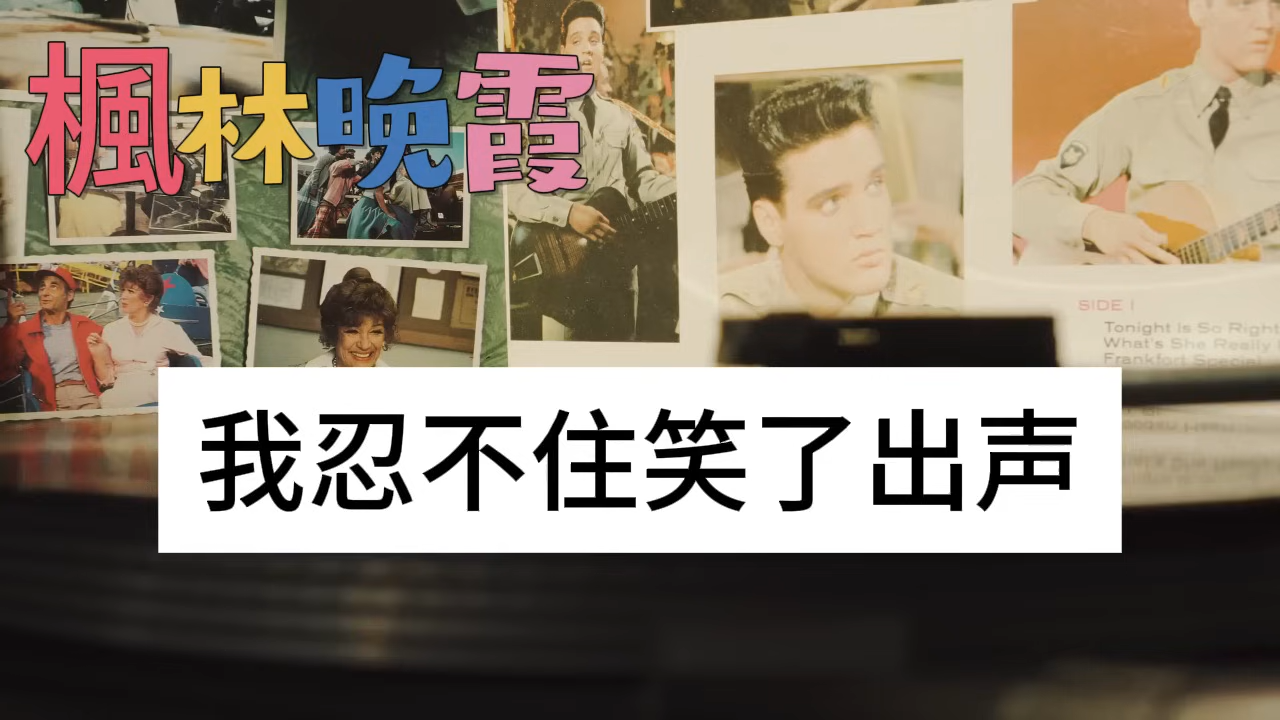 楓林晚霞
SIDE 1
Tonight Is So Right
What's She Really
Frankfort Special
我忍不住笑了出声